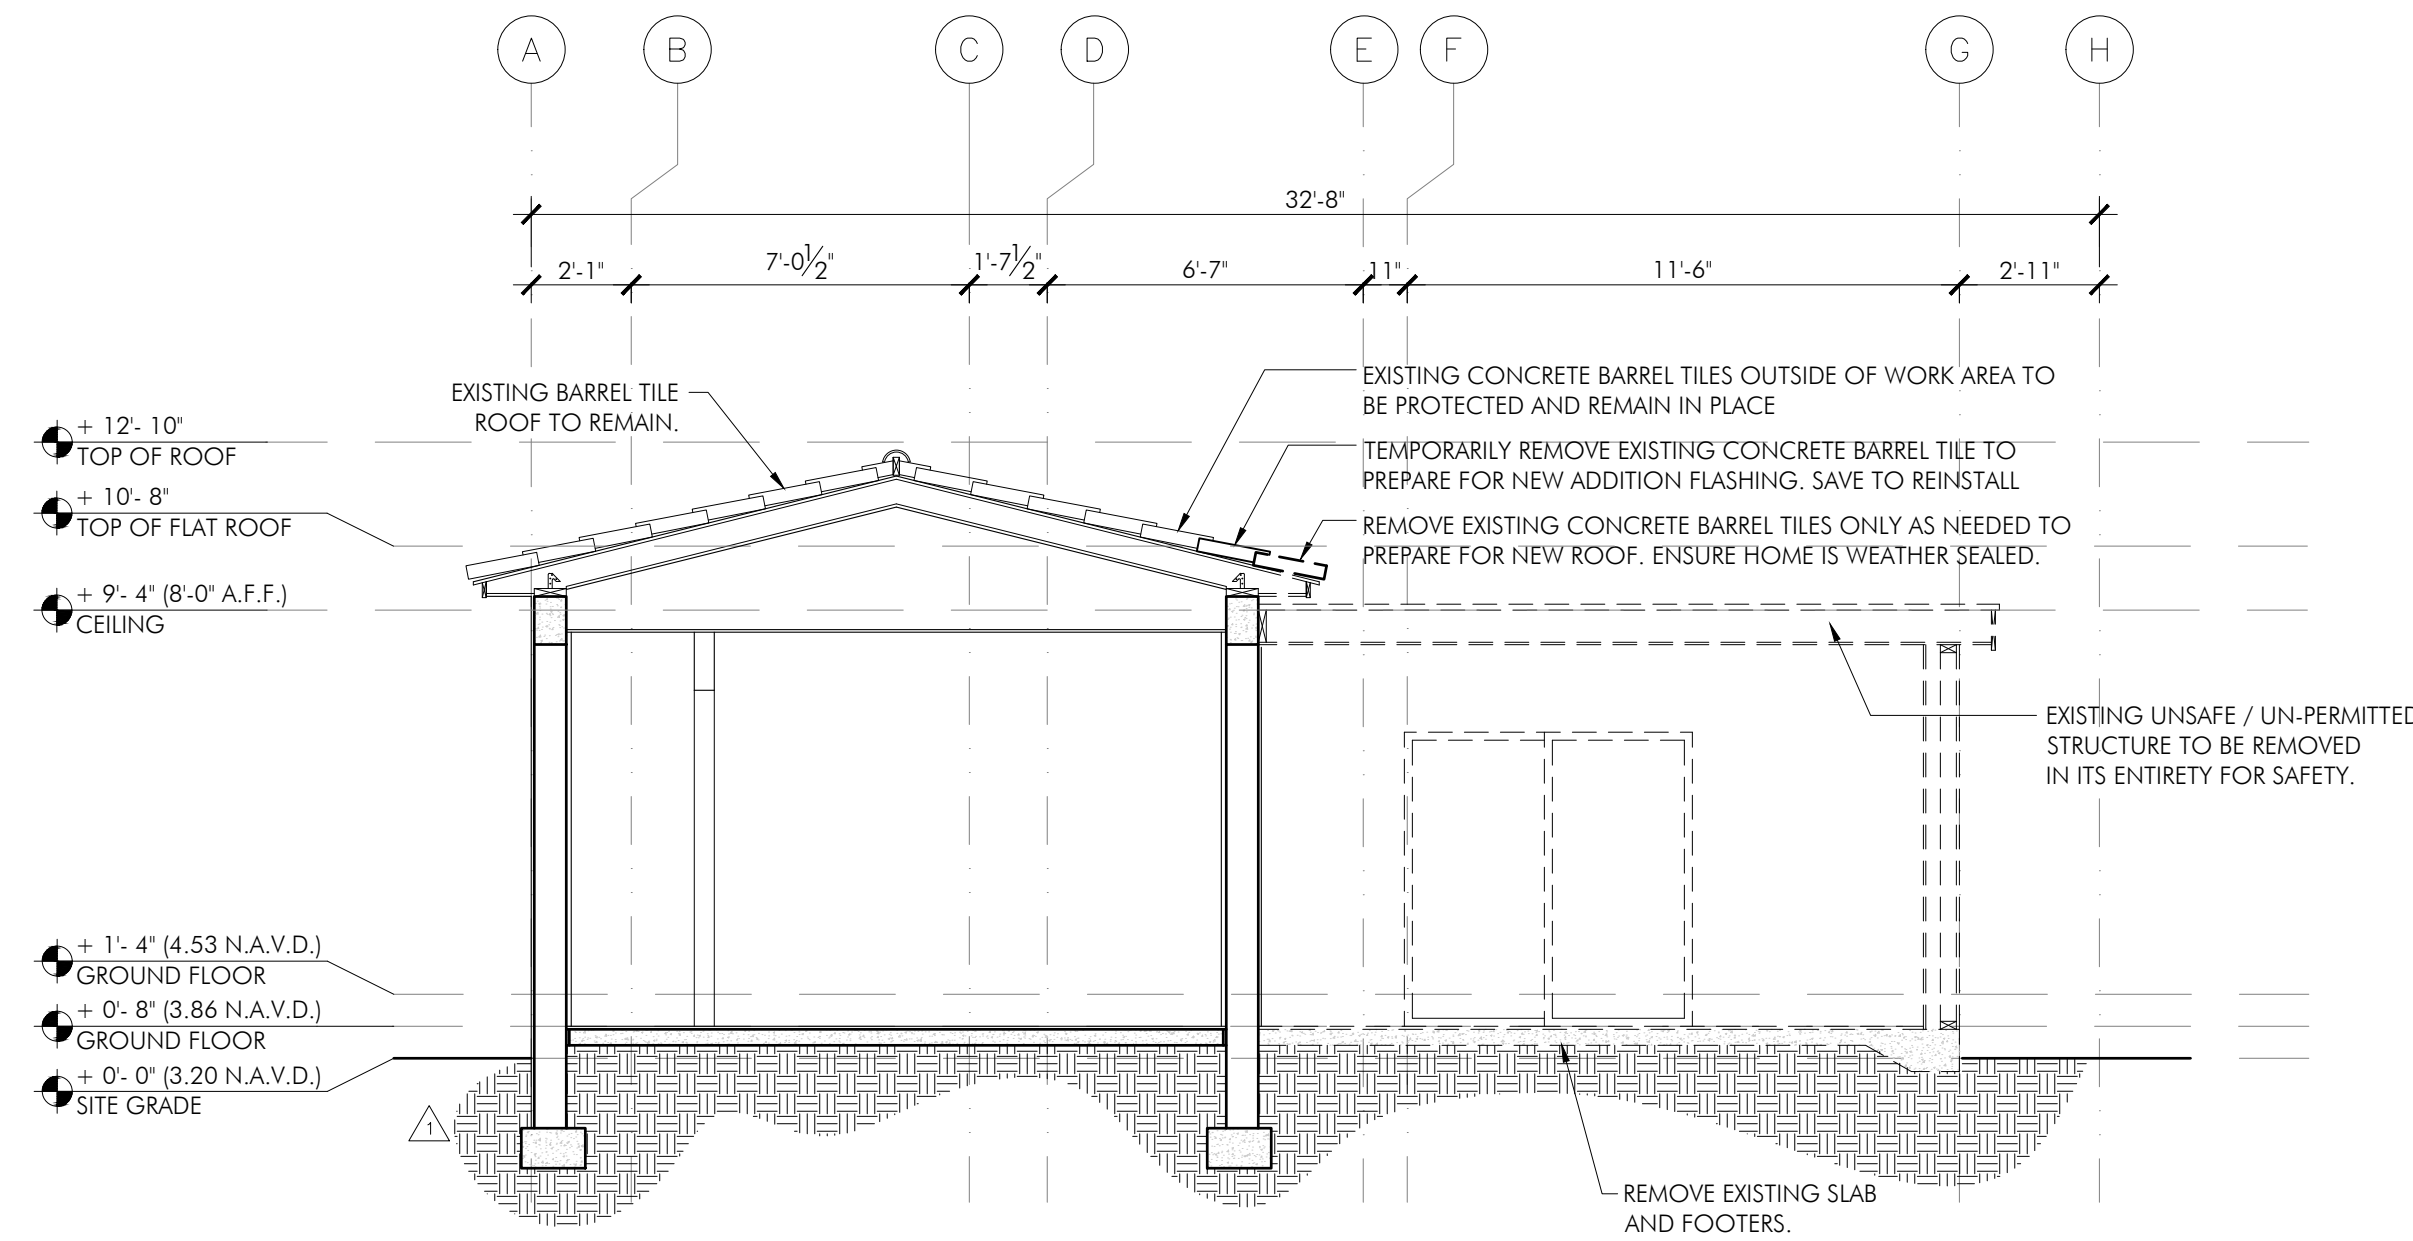 A B C D E F G H
32'-8"
2'-1" 7'-0 1/2" 1'-7 1/2" 6'-7" 11" 11'-6" 2'-11"
EXISTING BARREL TILE
ROOF TO REMAIN.
EXISTING CONCRETE BARREL TILES OUTSIDE OF WORK AREA TO
BE PROTECTED AND REMAIN IN PLACE
TEMPORARILY REMOVE EXISTING CONCRETE BARREL TILE TO
PREPARE FOR NEW ADDITION FLASHING. SAVE TO REINSTALL
REMOVE EXISTING CONCRETE BARREL TILES ONLY AS NEEDED TO
PREPARE FOR NEW ROOF. ENSURE HOME IS WEATHER SEALED.
+ 12'- 10"
TOP OF ROOF
+ 10'- 8"
TOP OF FLAT ROOF
+ 9'- 4" (8'-0" A.F.F.)
CEILING
EXISTING UNSAFE / UN-PERMITTED
STRUCTURE TO BE REMOVED
IN ITS ENTIRETY FOR SAFETY.
+ 1'- 4" (4.53 N.A.V.D.)
GROUND FLOOR
+ 0'- 8" (3.86 N.A.V.D.)
GROUND FLOOR
+ 0'- 0" (3.20 N.A.V.D.)
SITE GRADE
1
REMOVE EXISTING SLAB
AND FOOTERS.